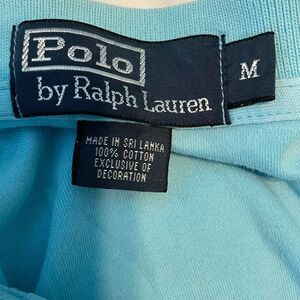 Polo
by Ralph Lauren
M
MADE IN SRI LANKA
100% COTTON
EXCLUSIVE OF
DECORATION